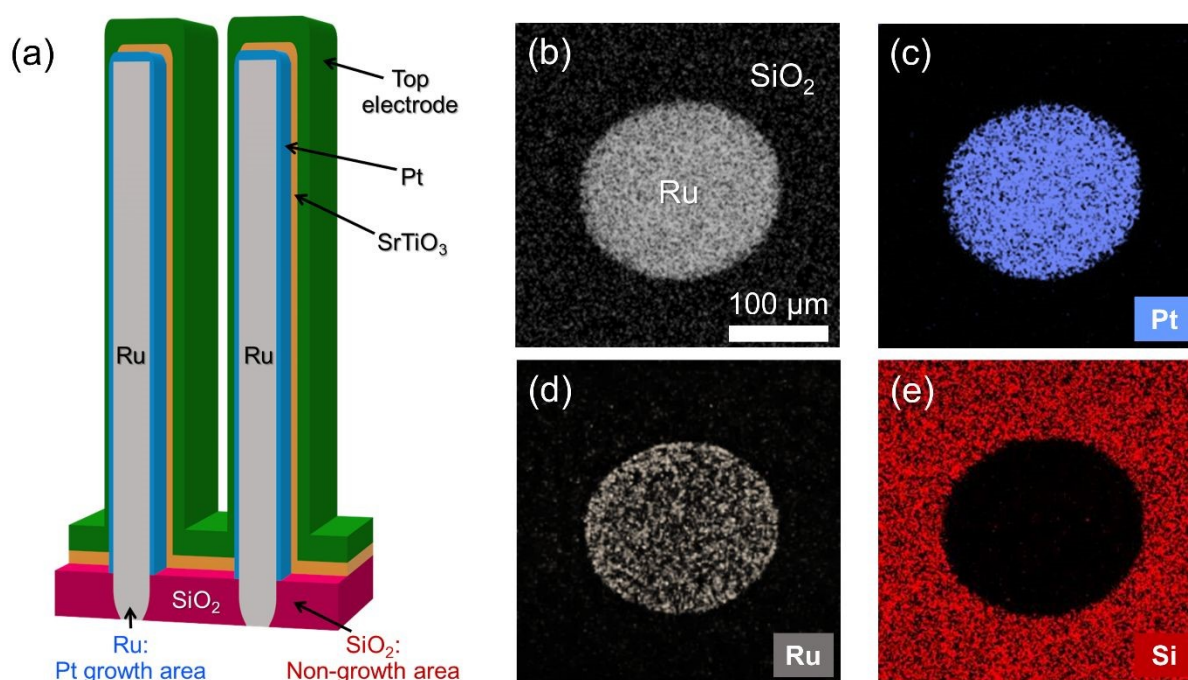 (a)
Top
electrode
Pt
SrTiO₃
Ru
Ru
SiO₂
Ru:
Pt growth area
SiO₂:
Non-growth area
(b)
SiO₂
Ru
100 μm
(c)
Pt
(d)
Ru
(e)
Si